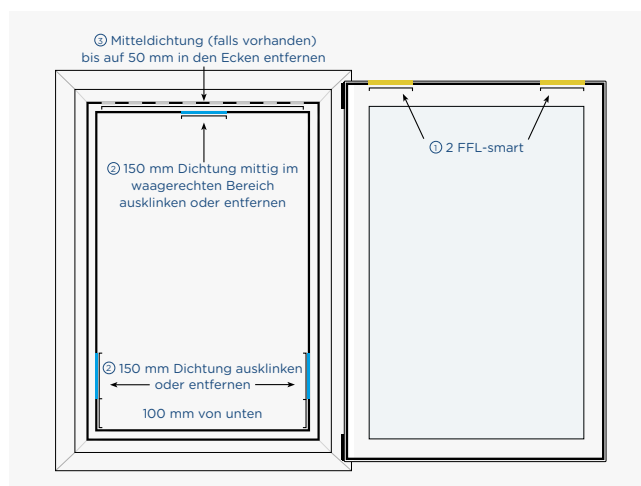 ③ Mitteldichtung (falls vorhanden)
bis auf 50 mm in den Ecken entfernen
① 2 FFL-smart
② 150 mm Dichtung mittig im
waagerechten Bereich
ausklinken oder entfernen
② 150 mm Dichtung ausklinken
oder entfernen
100 mm von unten